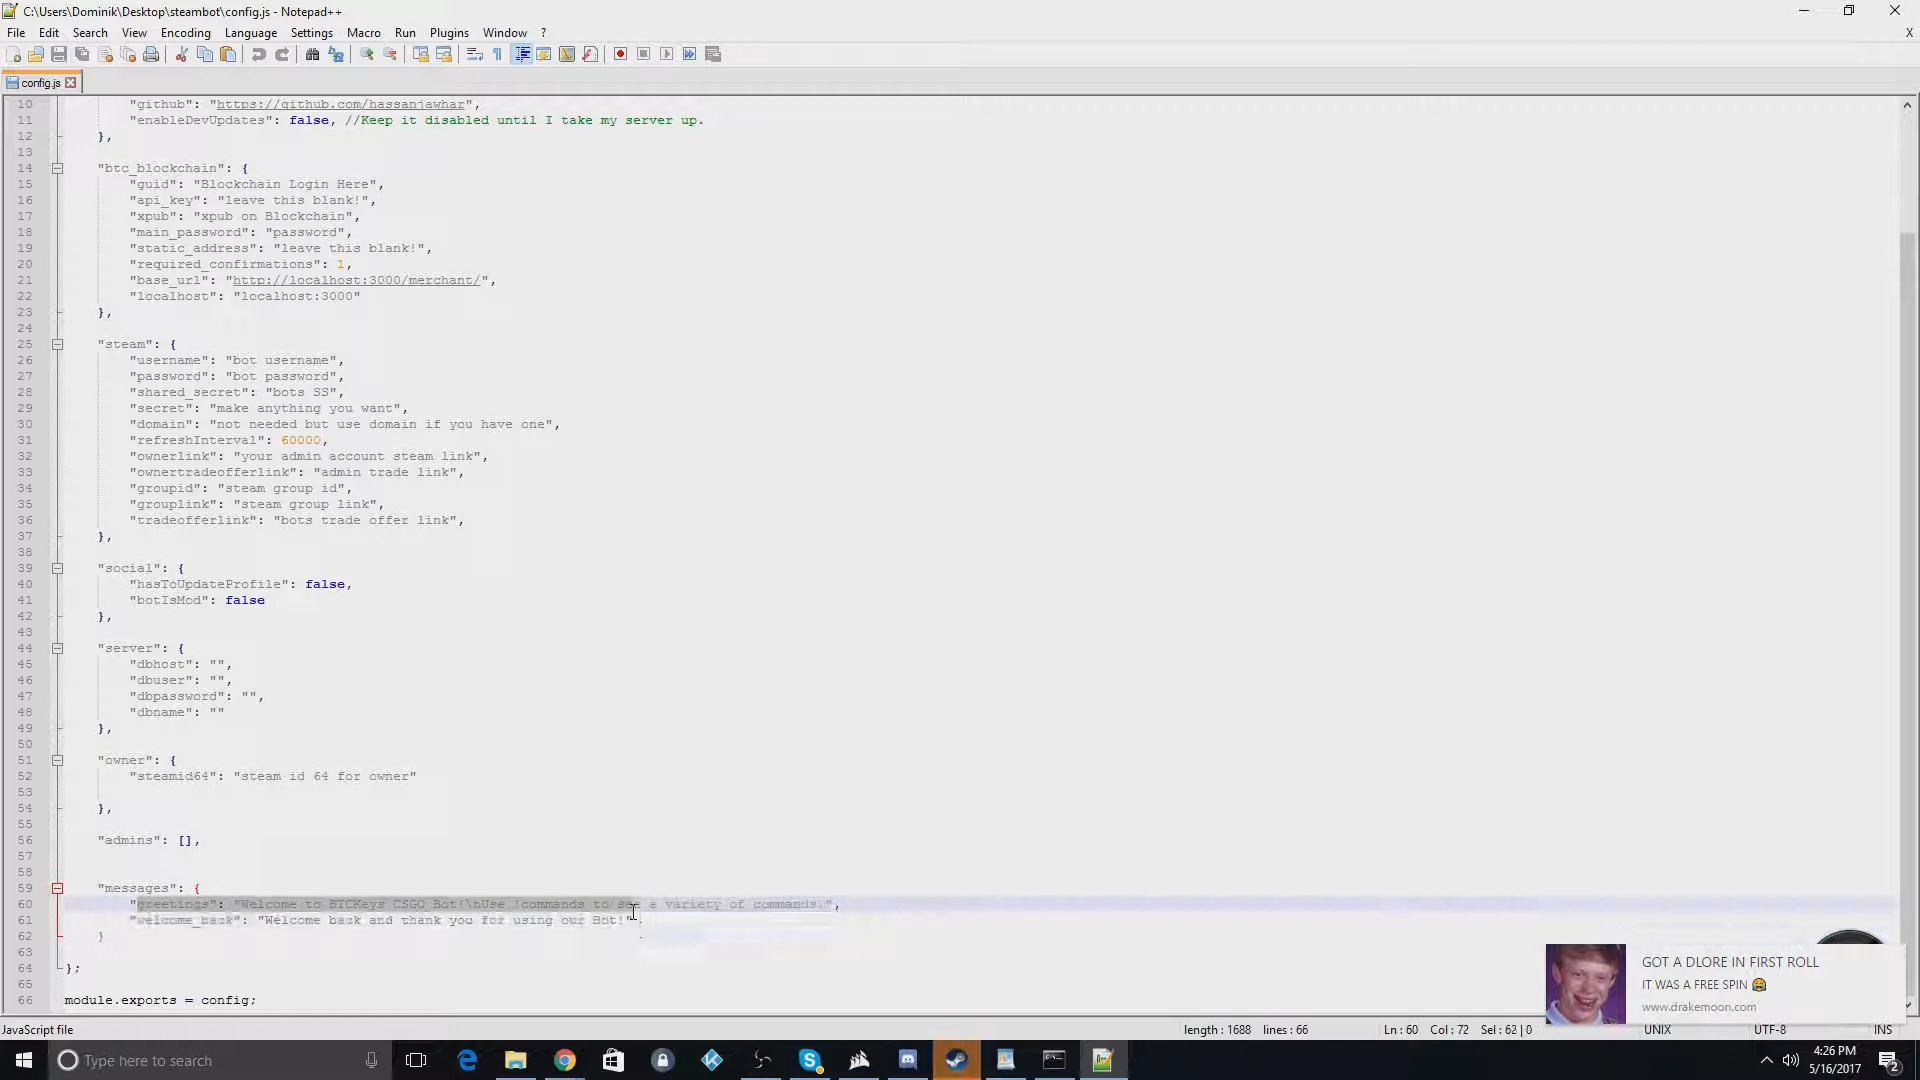 C:\Users\Dominik\Desktop\steambot\config.js - Notepad++
File Edit Search View Encoding Language Settings Macro Run Plugins Window ? X
config.js
10 "github": "https://github.com/hassanjawhar",
11 "enableDevUpdates": false, //Keep it disabled until I take my server up.
12 },
13
14 "btc_blockchain": {
15 "guid": "Blockchain Login Here",
16 "api_key": "leave this blank!",
17 "xpub": "xpub on Blockchain",
18 "main_password": "password",
19 "static_address": "leave this blank!",
20 "required_confirmations": 1,
21 "base_url": "http://localhost:3000/merchant/",
22 "localhost": "localhost:3000"
23 },
24
25 "steam": {
26 "username": "bot username",
27 "password": "bot password",
28 "shared_secret": "bots SS",
29 "secret": "make anything you want",
30 "domain": "not needed but use domain if you have one",
31 "refreshInterval": 60000,
32 "ownerlink": "your admin account steam link",
33 "ownertradeofferlink": "admin trade link",
34 "groupid": "steam group id",
35 "grouplink": "steam group link",
36 "tradeofferlink": "bots trade offer link",
37 },
38
39 "social": {
40 "hasToUpdateProfile": false,
41 "botIsMod": false
42 },
43
44 "server": {
45 "dbhost": "",
46 "dbuser": "",
47 "dbpassword": "",
48 "dbname": ""
49 },
50
51 "owner": {
52 "steamid64": "steam id 64 for owner"
53
54 },
55
56 "admins": [],
57
58
59 "messages": {
60 "greetings": "Welcome to BTCKeys CSGO Bot!\nUse !commands to see a variety of commands.",
61 "welcome_back": "Welcome back and thank you for using our Bot!"
62 }
63
64 };
65
66 module.exports = config;
GOT A DLORE IN FIRST ROLL
IT WAS A FREE SPIN 😭
www.drakemoon.com
JavaScript file length : 1688 lines : 66 Ln : 60 Col : 72 Sel : 62 | 0 UNIX UTF-8 INS
Type here to search
4:26 PM
5/16/2017
2